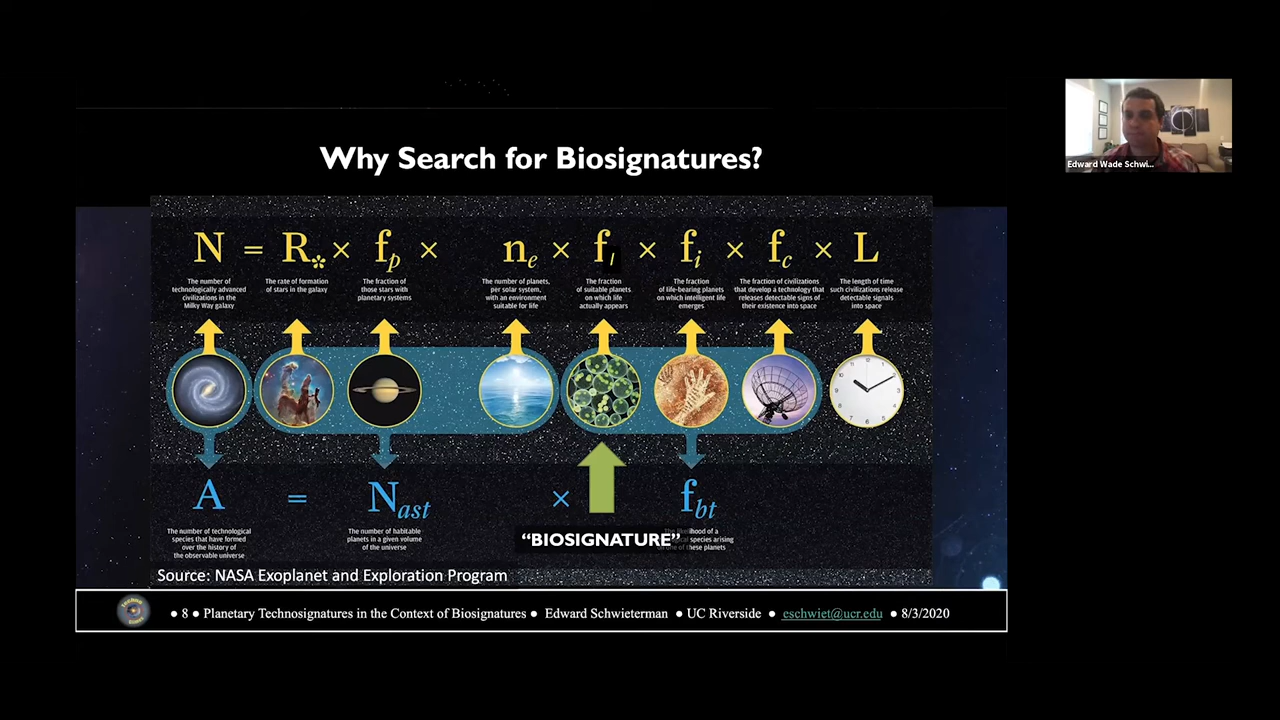 Why Search for Biosignatures?
N = R* × fp × ne × fl × fi × fc × L
The number of
technologically advanced
civilizations in the
Milky Way galaxy
The rate of formation
of stars in the galaxy
The fraction of
those stars with
planetary systems
The number of planets,
per solar system,
with an environment
suitable for life
The fraction
of suitable planets
on which life
actually appears
The fraction
of life-bearing planets
on which intelligent life
emerges
The fraction of civilizations
that develop a technology that
releases detectable signs of
their existence into space
The length of time
such civilizations release
detectable signals
into space
A = Nast × fbt
The number of technological
species that have formed
over the history of
the observable universe
The number of habitable
planets in a given volume
of the universe
“BIOSIGNATURE”
of a
species arising
these planets
Source: NASA Exoplanet and Exploration Program
● 8 ● Planetary Technosignatures in the Context of Biosignatures ● Edward Schwieterman ● UC Riverside ● eschwiet@ucr.edu ● 8/3/2020
Edward Wade Schwi...